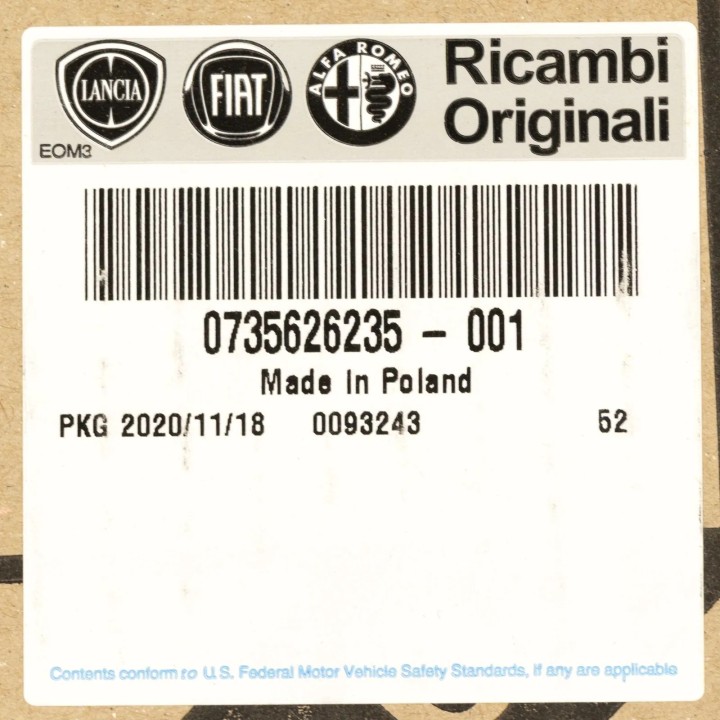 LANCIA FIAT ALFA ROMEO Ricambi
Originali
EOM3
0735626235 - 001
Made In Poland
PKG 2020/11/18 0093243 52
Contents conform to U.S. Federal Motor Vehicle Safety Standards, if any are applicable